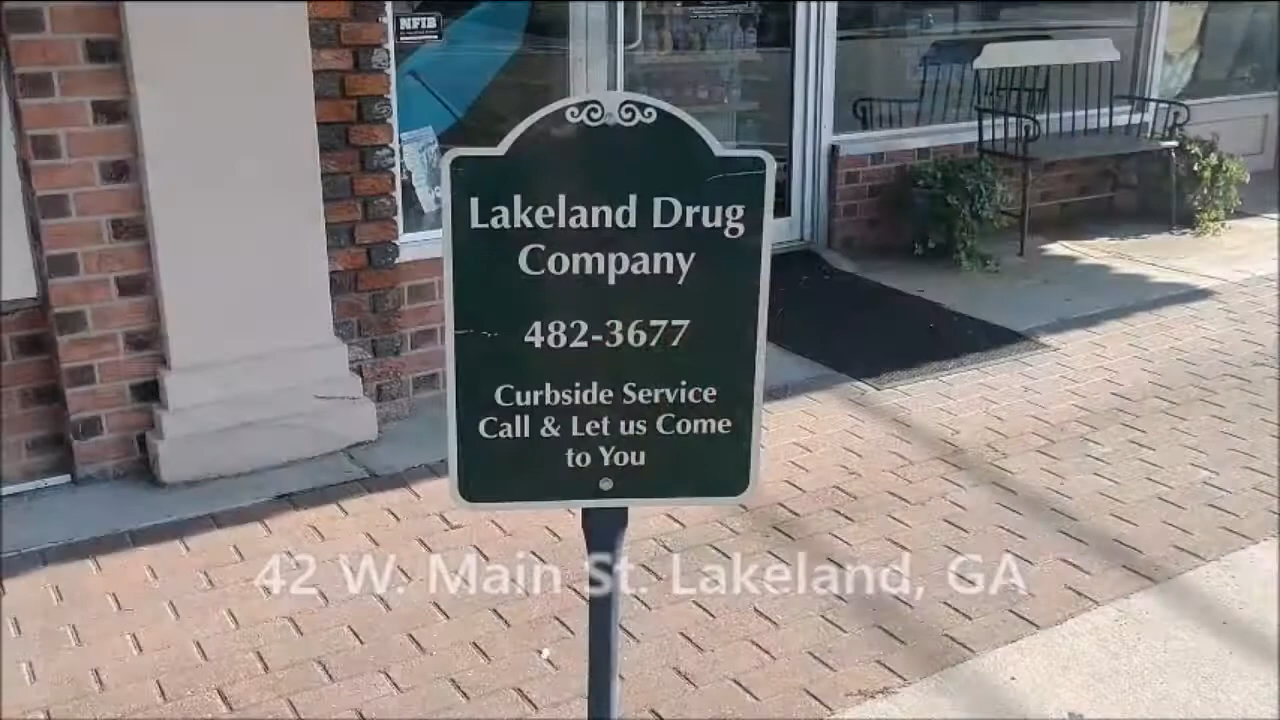 NFIB
Lakeland Drug
Company
482-3677
Curbside Service
Call & Let us Come
to You
42 W. Main St. Lakeland, GA